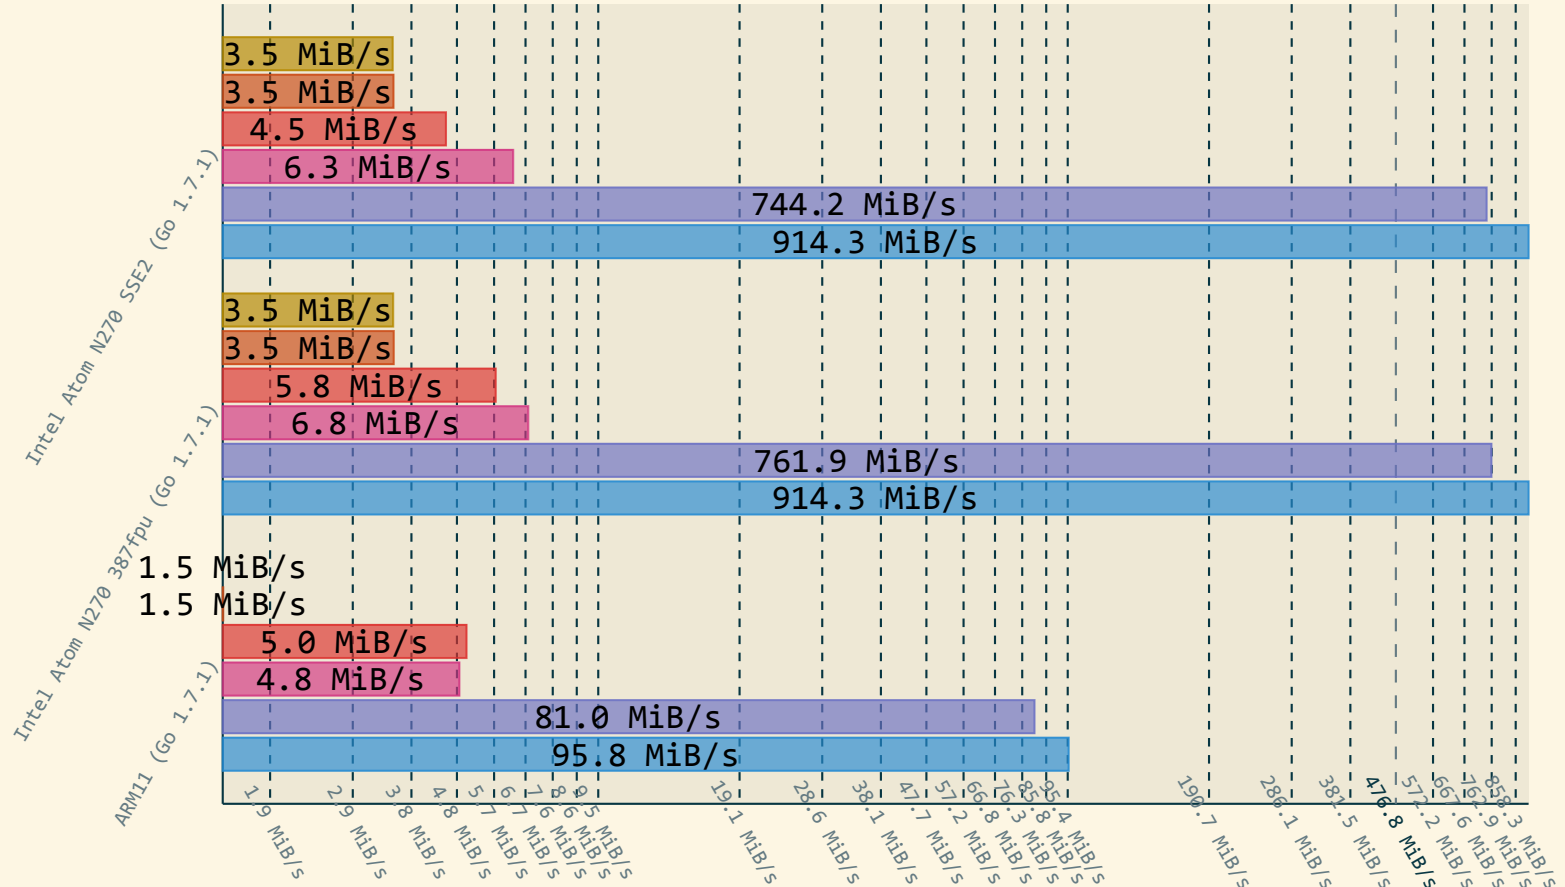 3.5 MiB/s
3.5 MiB/s
4.5 MiB/s
6.3 MiB/s
744.2 MiB/s
914.3 MiB/s
Intel Atom N270 SSE2 (Go 1.7.1)
3.5 MiB/s
3.5 MiB/s
5.8 MiB/s
6.8 MiB/s
761.9 MiB/s
914.3 MiB/s
Intel Atom N270 387fpu (Go 1.7.1)
1.5 MiB/s
1.5 MiB/s
5.0 MiB/s
4.8 MiB/s
81.0 MiB/s
95.8 MiB/s
ARM11 (Go 1.7.1)
1.9 MiB/s
2.9 MiB/s
3.8 MiB/s
4.8 MiB/s
5.7 MiB/s
6.7 MiB/s
7.6 MiB/s
8.6 MiB/s
9.5 MiB/s
19.1 MiB/s
28.6 MiB/s
38.1 MiB/s
47.7 MiB/s
57.2 MiB/s
66.8 MiB/s
76.3 MiB/s
85.8 MiB/s
95.4 MiB/s
190.7 MiB/s
286.1 MiB/s
381.5 MiB/s
476.8 MiB/s
572.2 MiB/s
667.6 MiB/s
762.9 MiB/s
858.3 MiB/s